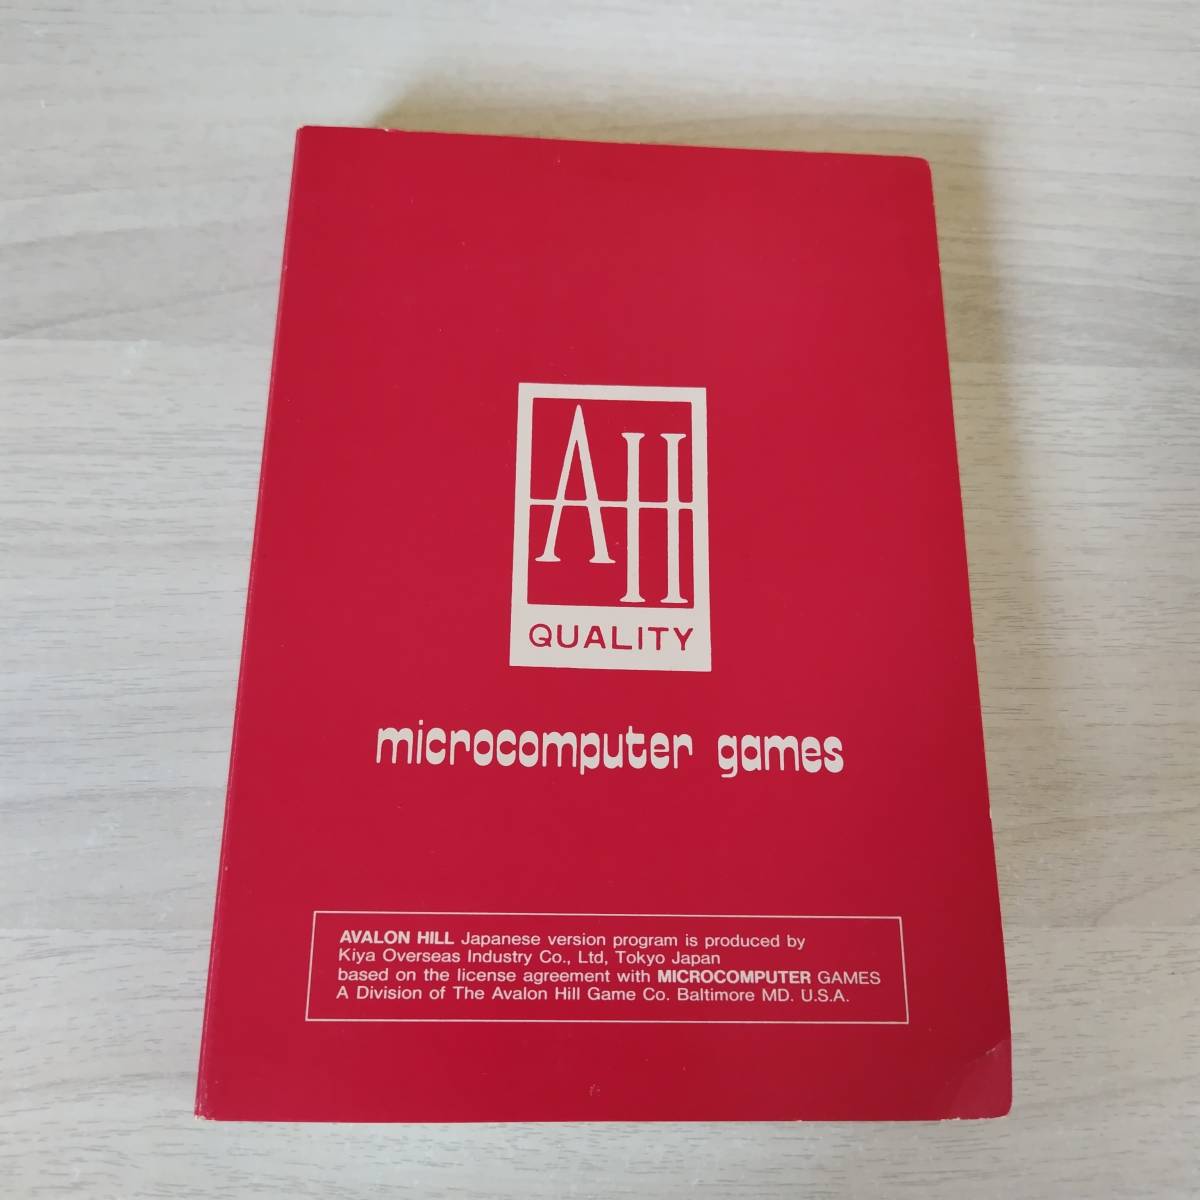 AH
QUALITY
microcomputer games
AVALON HILL Japanese version program is produced by
Kiya Overseas Industry Co., Ltd, Tokyo Japan
based on the license agreement with MICROCOMPUTER GAMES
A Division of The Avalon Hill Game Co. Baltimore MD. U.S.A.